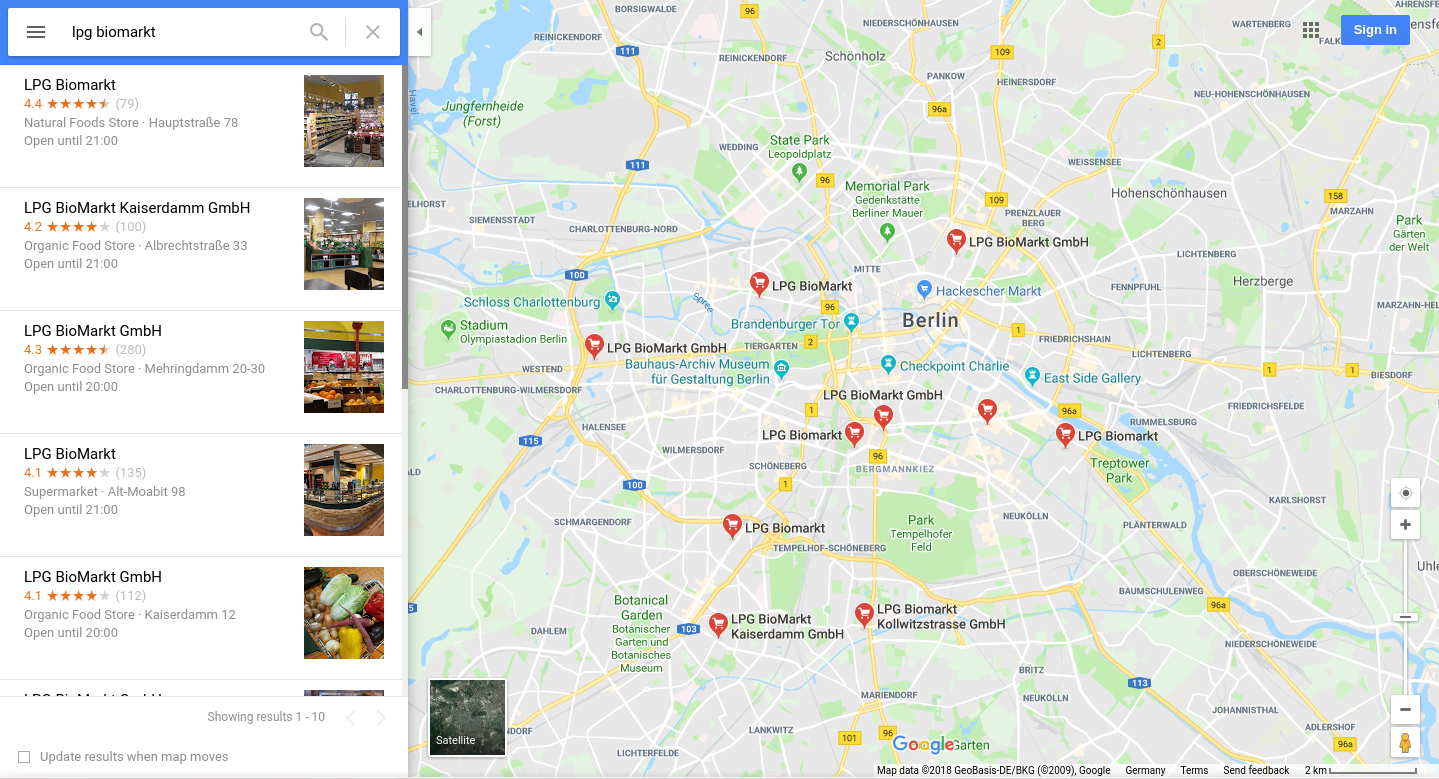 lpg biomarkt
LPG Biomarkt
4.4 ★★★★★ (79)
Natural Foods Store · Hauptstraße 78
Open until 21:00
LPG BioMarkt Kaiserdamm GmbH
4.2 ★★★★★ (100)
Organic Food Store · Albrechtstraße 33
Open until 21:00
LPG BioMarkt GmbH
4.3 ★★★★★ (280)
Organic Food Store · Mehringdamm 20-30
Open until 20:00
LPG BioMarkt
4.1 ★★★★★ (135)
Supermarket · Alt-Moabit 98
Open until 21:00
LPG BioMarkt GmbH
4.1 ★★★★★ (112)
Organic Food Store · Kaiserdamm 12
Open until 20:00
LPG BioMarkt GmbH
Showing results 1 - 10
Update results when map moves
Sign in
BORSIGWALDE
96
NIEDERSCHÖNHAUSEN
WARTENBERG
REINICKENDORF
111
Schönholz
109
2
FALK
REINICKENDORF
PANKOW
HEINERSDORF
Havel
NEU-HOHENSCHÖNHAUSEN
Jungfernheide
(Forst)
96a
State Park
Leopoldplatz
WEDDING
111
WEISSENSEE
96
Memorial Park
Gedenkstätte
Berliner Mauer
109
Hohenschönhausen
158
MARZAHN
ELHORST
SIEMENSSTADT
PRENZLAUER
BERG
Park
Gärten
der Welt
CHARLOTTENBURG-NORD
LPG BioMarkt GmbH
LICHTENBERG
100
MITTE
LPG BioMarkt
FENNPFUHL
Herzberge
Hackescher Markt
Schloss Charlottenburg
Spree
96
MARZAHN-HEL
Stadium
Olympiastadion Berlin
Brandenburger Tor
Berlin
1
LPG BioMarkt GmbH
TIERGARTEN
2
FRIEDRICHSHAIN
LICHTENBERG
WESTEND
Bauhaus-Archiv Museum
für Gestaltung Berlin
Checkpoint Charlie
East Side Gallery
1
1
BIESDORF
CHARLOTTENBURG-WILMERSDORF
LPG BioMarkt GmbH
1
96a
FRIEDRICHSFELDE
HALENSEE
RUMMELSBURG
115
LPG Biomarkt
LPG Biomarkt
WILMERSDORF
96
SCHÖNEBERG
BERGMANNKIEZ
Treptower
Park
ALD
100
1
KARLSHORST
SCHMARGENDORF
LPG Biomarkt
Park
Tempelhofer
Feld
NEUKÖLLN
PLÄNTERWALD
TEMPELHOF-SCHÖNEBERG
Uhle
OBERSCHÖNEWEIDE
BAUMSCHULENWEG
Botanical
Garden
Botanischer
Garten und
Botanisches
Museum
5
96a
DAHLEM
103
LPG BioMarkt
Kaiserdamm GmbH
LPG Biomarkt
Kollwitzstrasse GmbH
NIEDERSCHÖNEWEIDE
BRITZ
NEUKÖLLN
113
MARIENDORF
JOHANNISTHAL
Satellite
LANKWITZ
101
96
ADLERSHOF
96a
Google
Garten
LICHTERFELDE
Map data ©2018 GeoBasis-DE/BKG (©2009), Google Germany Terms Send feedback 2 km